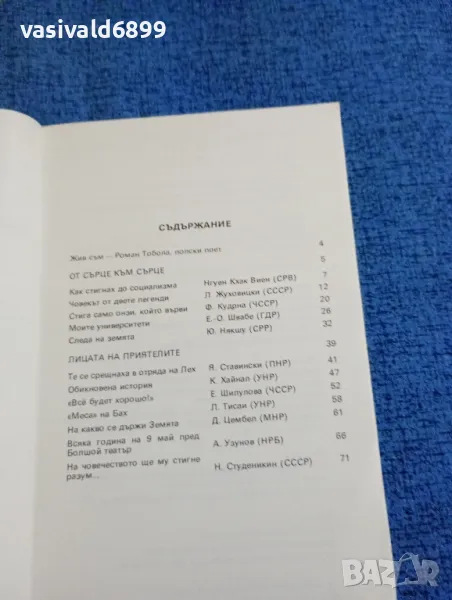 vasivald6899
СЪДЪРЖАНИЕ
Жив съм — Роман Тобола, полски поет 4
ОТ СЪРЦЕ КЪМ СЪРЦЕ 5
Как стигнах до социализма Нгуен Кхак Виен (СРВ) 7
Човекът от двете легенди Л. Жуховицки (СССР) 12
Стига само онзи, който върви Ф. Кудрна (ЧССР) 20
Моите университети Е.-О. Швабе (ГДР) 26
Следа на земята Ю. Някшу (СРР) 32
ЛИЦАТА НА ПРИЯТЕЛИТЕ 39
Те се срещнаха в отряда на Лех Я. Ставински (ПНР) 41
Обикновена история К. Хайнал (УНР) 47
«Всё будет хорошо!» Е. Шипулова (ЧССР) 52
«Меса» на Бах Л. Тисаи (УНР) 58
На какво се държи Земята Д. Цембел (МНР) 61
Всяка година на 9 май пред
Болшой театър А. Узунов (НРБ) 66
На човечеството ще му стигне
разум... Н. Студеникин (СССР) 71
BAZAR